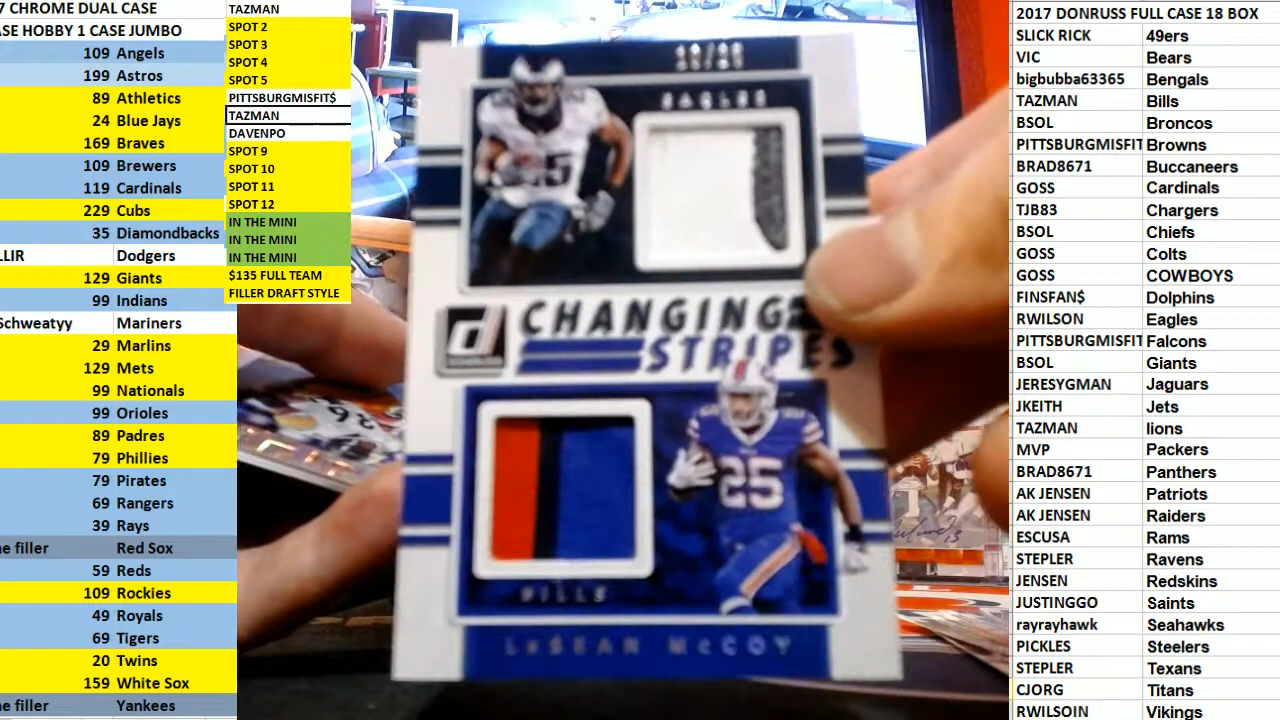 7 CHROME DUAL CASE
ASE HOBBY 1 CASE JUMBO
109 Angels
199 Astros
89 Athletics
24 Blue Jays
169 Braves
109 Brewers
119 Cardinals
229 Cubs
35 Diamondbacks
LLIR Dodgers
129 Giants
99 Indians
Schweatyy Mariners
29 Marlins
129 Mets
99 Nationals
99 Orioles
89 Padres
79 Phillies
79 Pirates
69 Rangers
39 Rays
ne filler Red Sox
59 Reds
109 Rockies
49 Royals
69 Tigers
20 Twins
159 White Sox
ne filler Yankees
TAZMAN
SPOT 2
SPOT 3
SPOT 4
SPOT 5
PITTSBURGMISFIT$
TAZMAN
DAVENPO
SPOT 9
SPOT 10
SPOT 11
SPOT 12
IN THE MINI
IN THE MINI
IN THE MINI
$135 FULL TEAM
FILLER DRAFT STYLE
EAGLES
CHANGING
STRIPES
25
BILLS
LeSEAN McCOY
2017 DONRUSS FULL CASE 18 BOX
SLICK RICK 49ers
VIC Bears
bigbubba63365 Bengals
TAZMAN Bills
BSOL Broncos
PITTSBURGMISFIT Browns
BRAD8671 Buccaneers
GOSS Cardinals
TJB83 Chargers
BSOL Chiefs
GOSS Colts
GOSS COWBOYS
FINSFAN$ Dolphins
RWILSON Eagles
PITTSBURGMISFIT Falcons
BSOL Giants
JERESYGMAN Jaguars
JKEITH Jets
TAZMAN lions
MVP Packers
BRAD8671 Panthers
AK JENSEN Patriots
AK JENSEN Raiders
ESCUSA Rams
STEPLER Ravens
JENSEN Redskins
JUSTINGGO Saints
rayrayhawk Seahawks
PICKLES Steelers
STEPLER Texans
CJORG Titans
RWILSOIN Vikings